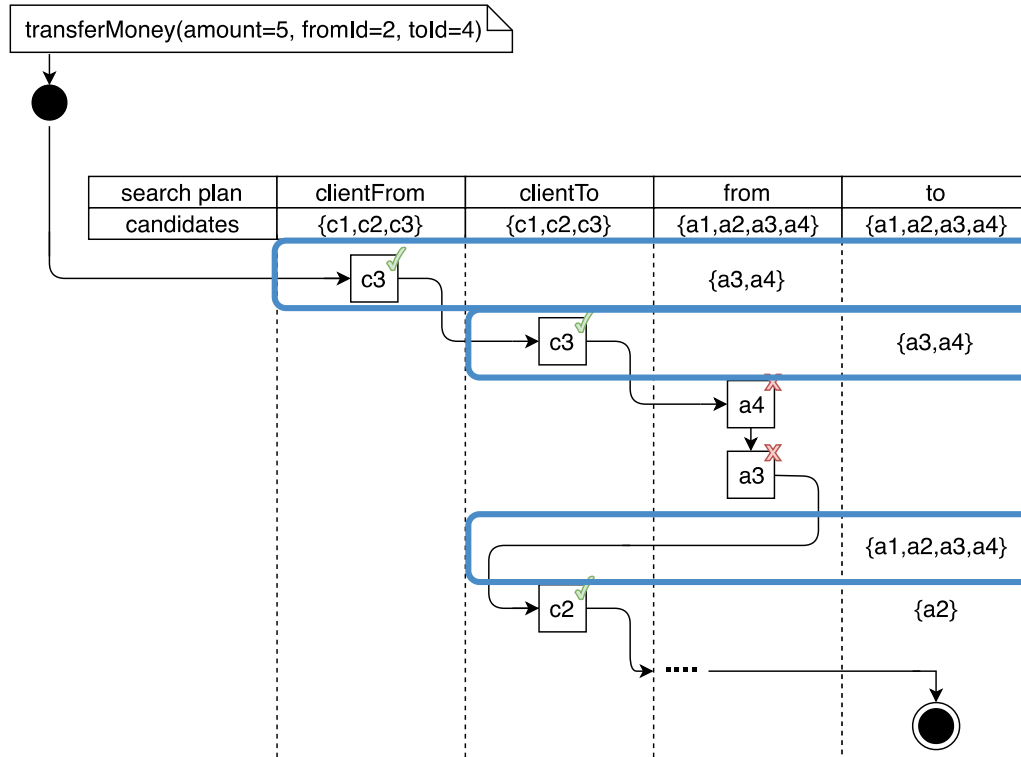 transferMoney(amount=5, fromId=2, toId=4)
search plan clientFrom clientTo from to
candidates {c1,c2,c3} {c1,c2,c3} {a1,a2,a3,a4} {a1,a2,a3,a4}
c3 {a3,a4}
c3 {a3,a4}
a4
a3
{a1,a2,a3,a4}
c2 {a2}
....